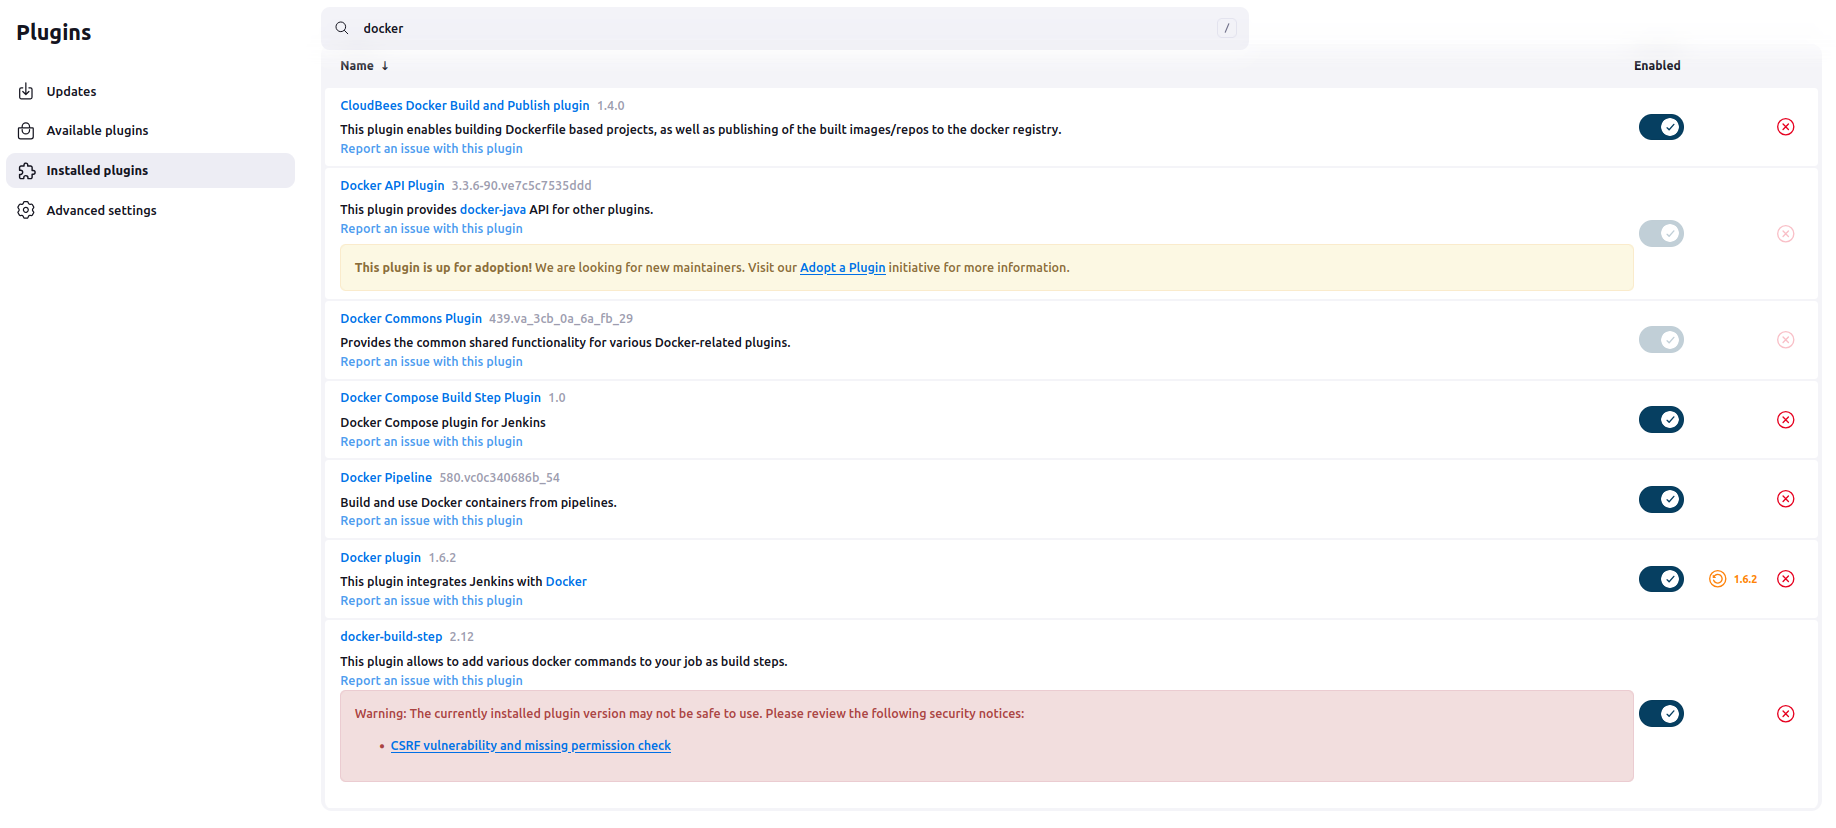 Plugins
Updates
Available plugins
Installed plugins
Advanced settings
docker
/
Name ↓
Enabled
CloudBees Docker Build and Publish plugin 1.4.0
This plugin enables building Dockerfile based projects, as well as publishing of the built images/repos to the docker registry.
Report an issue with this plugin
Docker API Plugin 3.3.6-90.ve7c5c7535ddd
This plugin provides docker-java API for other plugins.
Report an issue with this plugin
This plugin is up for adoption! We are looking for new maintainers. Visit our Adopt a Plugin initiative for more information.
Docker Commons Plugin 439.va_3cb_0a_6a_fb_29
Provides the common shared functionality for various Docker-related plugins.
Report an issue with this plugin
Docker Compose Build Step Plugin 1.0
Docker Compose plugin for Jenkins
Report an issue with this plugin
Docker Pipeline 580.vc0c340686b_54
Build and use Docker containers from pipelines.
Report an issue with this plugin
Docker plugin 1.6.2
This plugin integrates Jenkins with Docker
Report an issue with this plugin
1.6.2
docker-build-step 2.12
This plugin allows to add various docker commands to your job as build steps.
Report an issue with this plugin
Warning: The currently installed plugin version may not be safe to use. Please review the following security notices:
• CSRF vulnerability and missing permission check